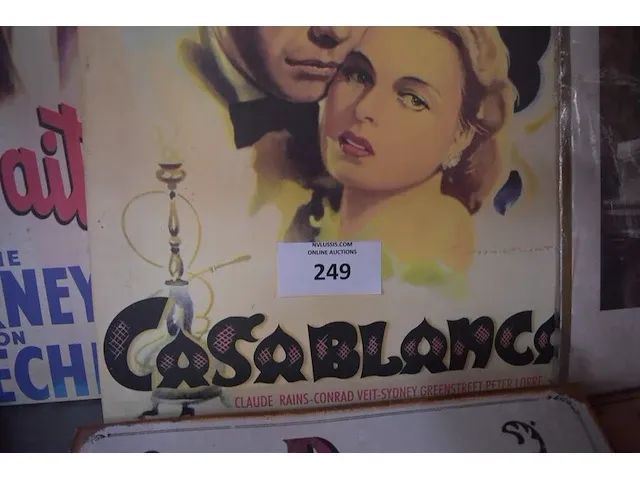 ait
HE
NEY
ON
ECH
NVLUSSIS.COM
ONLINE AUCTIONS
249
CASABLANCA
CLAUDE RAINS-CONRAD VEIT-SYDNEY GREENSTREET PETER LORRE